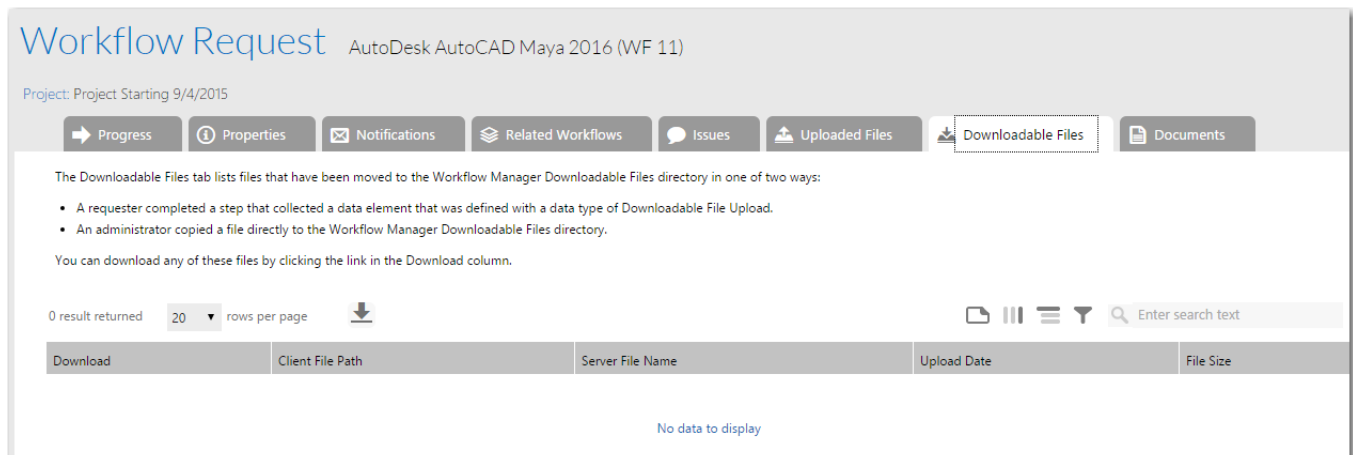 Workflow Request AutoDesk AutoCAD Maya 2016 (WF 11)
Project: Project Starting 9/4/2015
Progress Properties Notifications Related Workflows Issues Uploaded Files Downloadable Files Documents
The Downloadable Files tab lists files that have been moved to the Workflow Manager Downloadable Files directory in one of two ways:
• A requester completed a step that collected a data element that was defined with a data type of Downloadable File Upload.
• An administrator copied a file directly to the Workflow Manager Downloadable Files directory.
You can download any of these files by clicking the link in the Download column.
0 result returned 20 rows per page Enter search text
Download Client File Path Server File Name Upload Date File Size
No data to display